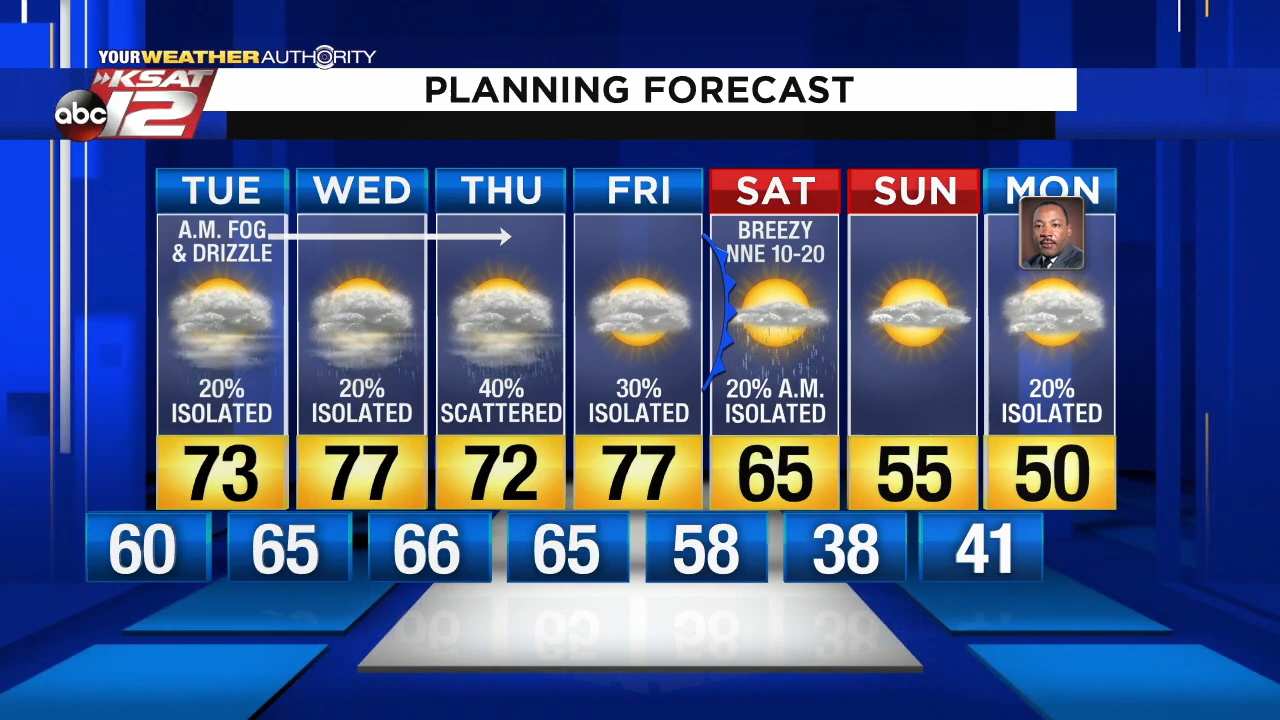 YOURWEATHERAUTHORITY
KSAT
abc 12
PLANNING FORECAST
TUE WED THU FRI SAT SUN MON
A.M. FOG
& DRIZZLE
BREEZY
NNE 10-20
20% 20% 40% 30% 20% A.M. 20%
ISOLATED ISOLATED SCATTERED ISOLATED ISOLATED ISOLATED
73 77 72 77 65 55 50
60 65 66 65 58 38 41